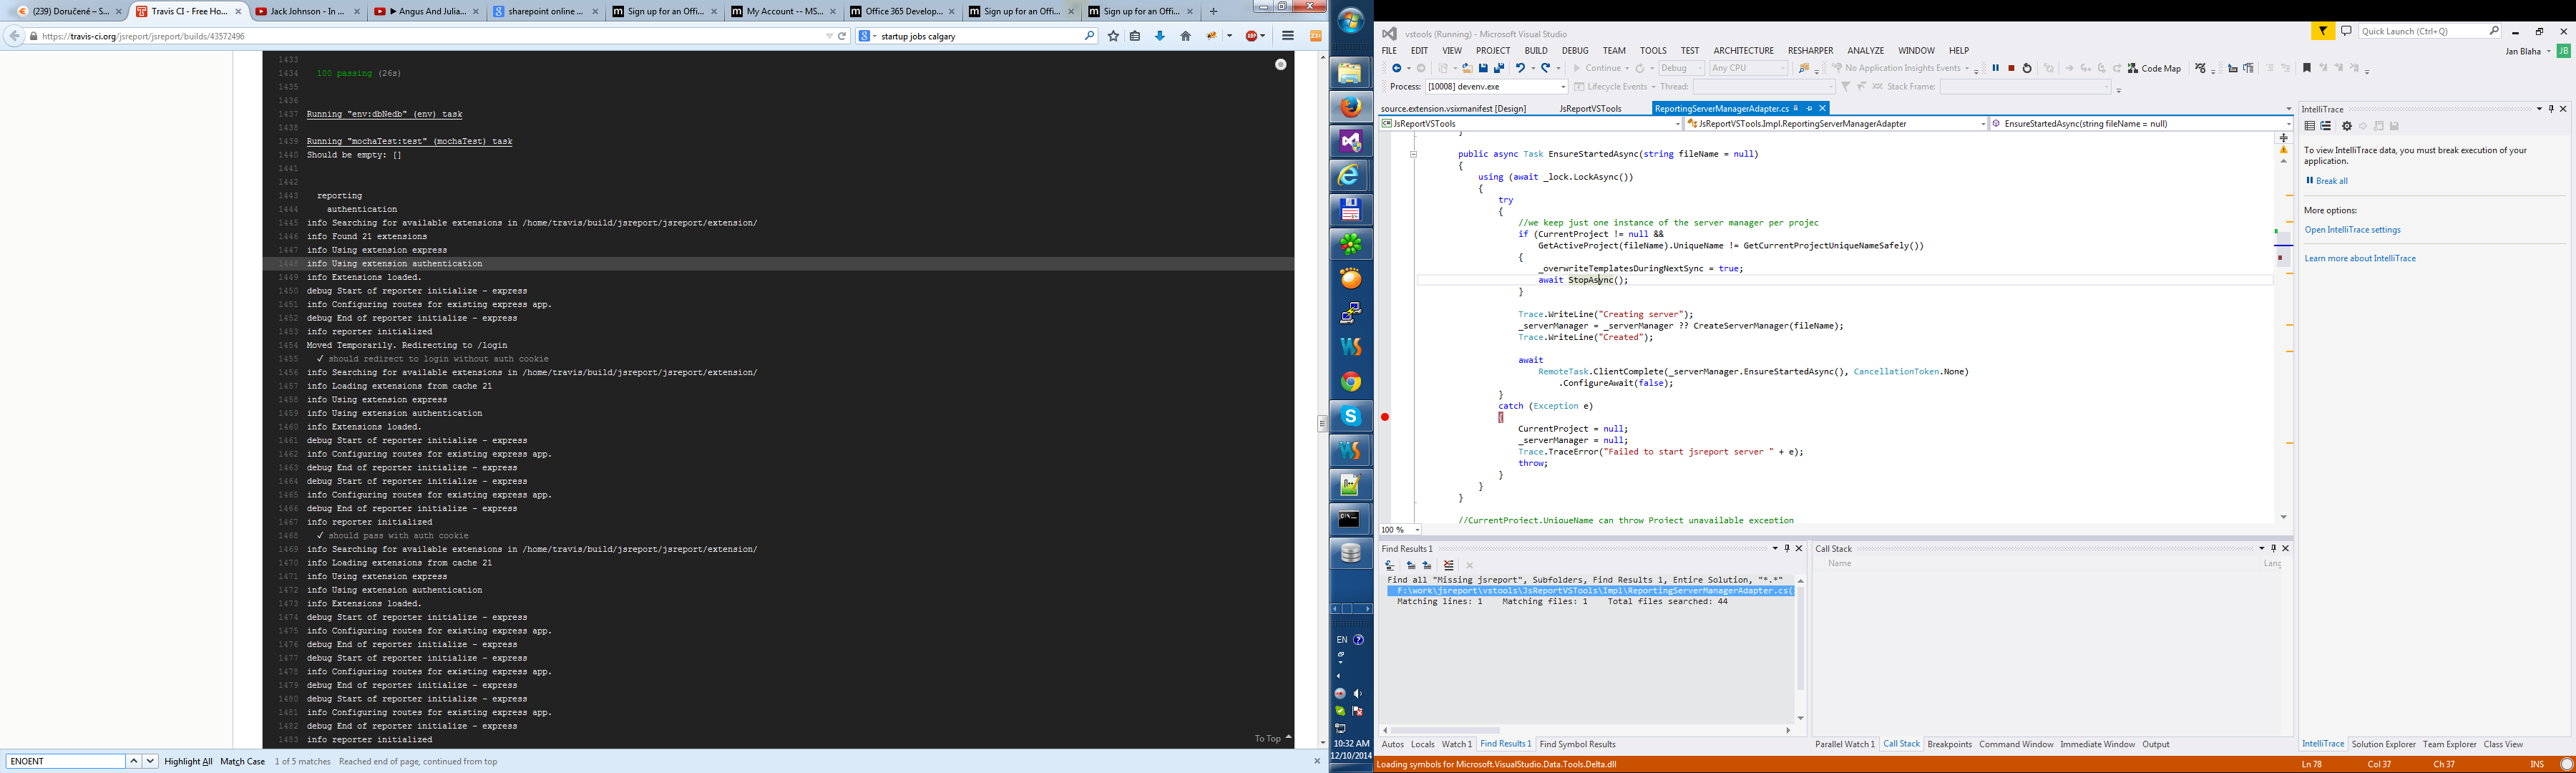 (239) Doručené – S...
Travis CI - Free Ho...
Jack Johnson - In ...
▶ Angus And Julia...
sharepoint online ...
Sign up for an Offi...
My Account -- MS...
Office 365 Develop...
Sign up for an Offi...
Sign up for an Offi...
https://travis-ci.org/jsreport/jsreport/builds/43572496
startup jobs calgary
1433
1434 100 passing (26s)
1435
1436
1437 Running "env:dbNedb" (env) task
1438
1439 Running "mochaTest:test" (mochaTest) task
1440 Should be empty: []
1441
1442
1443 reporting
1444 authentication
1445 info Searching for available extensions in /home/travis/build/jsreport/jsreport/extension/
1446 info Found 21 extensions
1447 info Using extension express
1448 info Using extension authentication
1449 info Extensions loaded.
1450 debug Start of reporter initialize - express
1451 info Configuring routes for existing express app.
1452 debug End of reporter initialize - express
1453 info reporter initialized
1454 Moved Temporarily. Redirecting to /login
1455 ✓ should redirect to login without auth cookie
1456 info Searching for available extensions in /home/travis/build/jsreport/jsreport/extension/
1457 info Loading extensions from cache 21
1458 info Using extension express
1459 info Using extension authentication
1460 info Extensions loaded.
1461 debug Start of reporter initialize - express
1462 info Configuring routes for existing express app.
1463 debug End of reporter initialize - express
1464 debug Start of reporter initialize - express
1465 info Configuring routes for existing express app.
1466 debug End of reporter initialize - express
1467 info reporter initialized
1468 ✓ should pass with auth cookie
1469 info Searching for available extensions in /home/travis/build/jsreport/jsreport/extension/
1470 info Loading extensions from cache 21
1471 info Using extension express
1472 info Using extension authentication
1473 info Extensions loaded.
1474 debug Start of reporter initialize - express
1475 info Configuring routes for existing express app.
1476 debug End of reporter initialize - express
1477 debug Start of reporter initialize - express
1478 info Configuring routes for existing express app.
1479 debug End of reporter initialize - express
1480 debug Start of reporter initialize - express
1481 info Configuring routes for existing express app.
1482 debug End of reporter initialize - express
1483 info reporter initialized
To Top
ENOENT
Highlight All Match Case 1 of 5 matches Reached end of page, continued from top
EN
10:32 AM
12/10/2014
vstools (Running) - Microsoft Visual Studio
Quick Launch (Ctrl+Q)
FILE EDIT VIEW PROJECT BUILD DEBUG TEAM TOOLS TEST ARCHITECTURE RESHARPER ANALYZE WINDOW HELP
Jan Blaha JB
Continue Debug Any CPU No Application Insights Events Code Map
Process: [10008] devenv.exe Lifecycle Events Thread: Stack Frame:
source.extension.vsixmanifest [Design] JsReportVSTools ReportingServerManagerAdapter.cs
JsReportVSTools JsReportVSTools.Impl.ReportingServerManagerAdapter EnsureStartedAsync(string fileName = null)
}
public async Task EnsureStartedAsync(string fileName = null)
{
using (await _lock.LockAsync())
{
try
{
//we keep just one instance of the server manager per projec
if (CurrentProject != null &&
GetActiveProject(fileName).UniqueName != GetCurrentProjectUniqueNameSafely())
{
_overwriteTemplatesDuringNextSync = true;
await StopAsync();
}
Trace.WriteLine("Creating server");
_serverManager = _serverManager ?? CreateServerManager(fileName);
Trace.WriteLine("Created");
await
RemoteTask.ClientComplete(_serverManager.EnsureStartedAsync(), CancellationToken.None)
.ConfigureAwait(false);
}
catch (Exception e)
{
CurrentProject = null;
_serverManager = null;
Trace.TraceError("Failed to start jsreport server " + e);
throw;
}
}
}
//CurrentProject.UniqueName can throw Project unavailable exception
100 %
Find Results 1
Find all "Missing jsreport", Subfolders, Find Results 1, Entire Solution, "*.*"
F:\work\jsreport\vstools\JsReportVSTools\Impl\ReportingServerManagerAdapter.cs(
Matching lines: 1 Matching files: 1 Total files searched: 44
Autos Locals Watch 1 Find Results 1 Find Symbol Results
Call Stack
Name Lang
Parallel Watch 1 Call Stack Breakpoints Command Window Immediate Window Output
IntelliTrace
To view IntelliTrace data, you must break execution of your
application.
Break all
More options:
Open IntelliTrace settings
Learn more about IntelliTrace
IntelliTrace Solution Explorer Team Explorer Class View
Loading symbols for Microsoft.VisualStudio.Data.Tools.Delta.dll
Ln 78 Col 37 Ch 37 INS